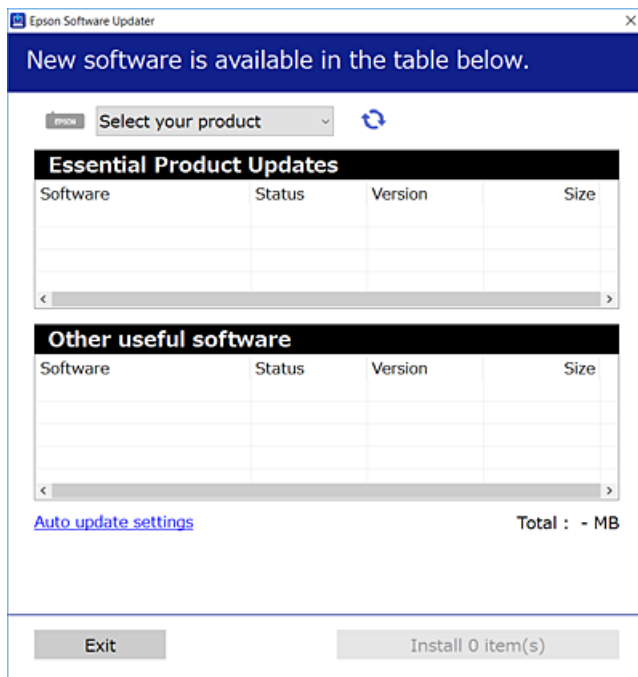 Epson Software Updater
New software is available in the table below.
EPSON Select your product
Essential Product Updates
Software Status Version Size
Other useful software
Software Status Version Size
Auto update settings Total : - MB
Exit Install 0 item(s)